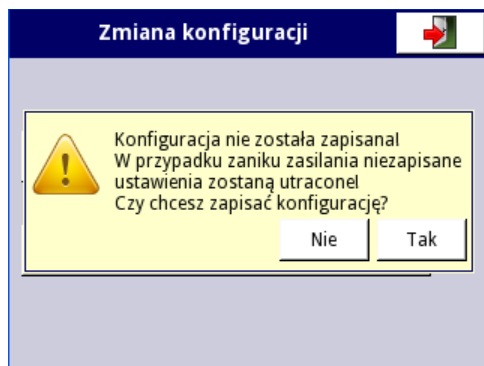 Zmiana konfiguracji
Konfiguracja nie została zapisana!
W przypadku zaniku zasilania niezapisane
ustawienia zostaną utracone!
Czy chcesz zapisać konfigurację?
Nie Tak